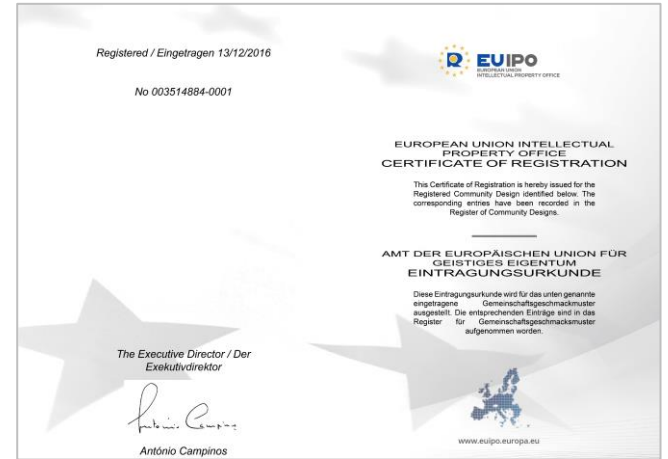 Registered / Eingetragen 13/12/2016
No 003514884-0001
The Executive Director / Der
Exekutivdirektor
António Campinos
EUIPO
EUROPEAN UNION
INTELLECTUAL PROPERTY OFFICE
EUROPEAN UNION INTELLECTUAL
PROPERTY OFFICE
CERTIFICATE OF REGISTRATION
This Certificate of Registration is hereby issued for the
Registered Community Design identified below. The
corresponding entries have been recorded in the
Register of Community Designs.
AMT DER EUROPÄISCHEN UNION FÜR
GEISTIGES EIGENTUM
EINTRAGUNGSURKUNDE
Diese Eintragungsurkunde wird für das unten genannte
eingetragene Gemeinschaftsgeschmackmuster
ausgestellt. Die entsprechenden Einträge sind in das
Register für Gemeinschaftsgeschmacksmuster
aufgenommen worden.
www.euipo.europa.eu